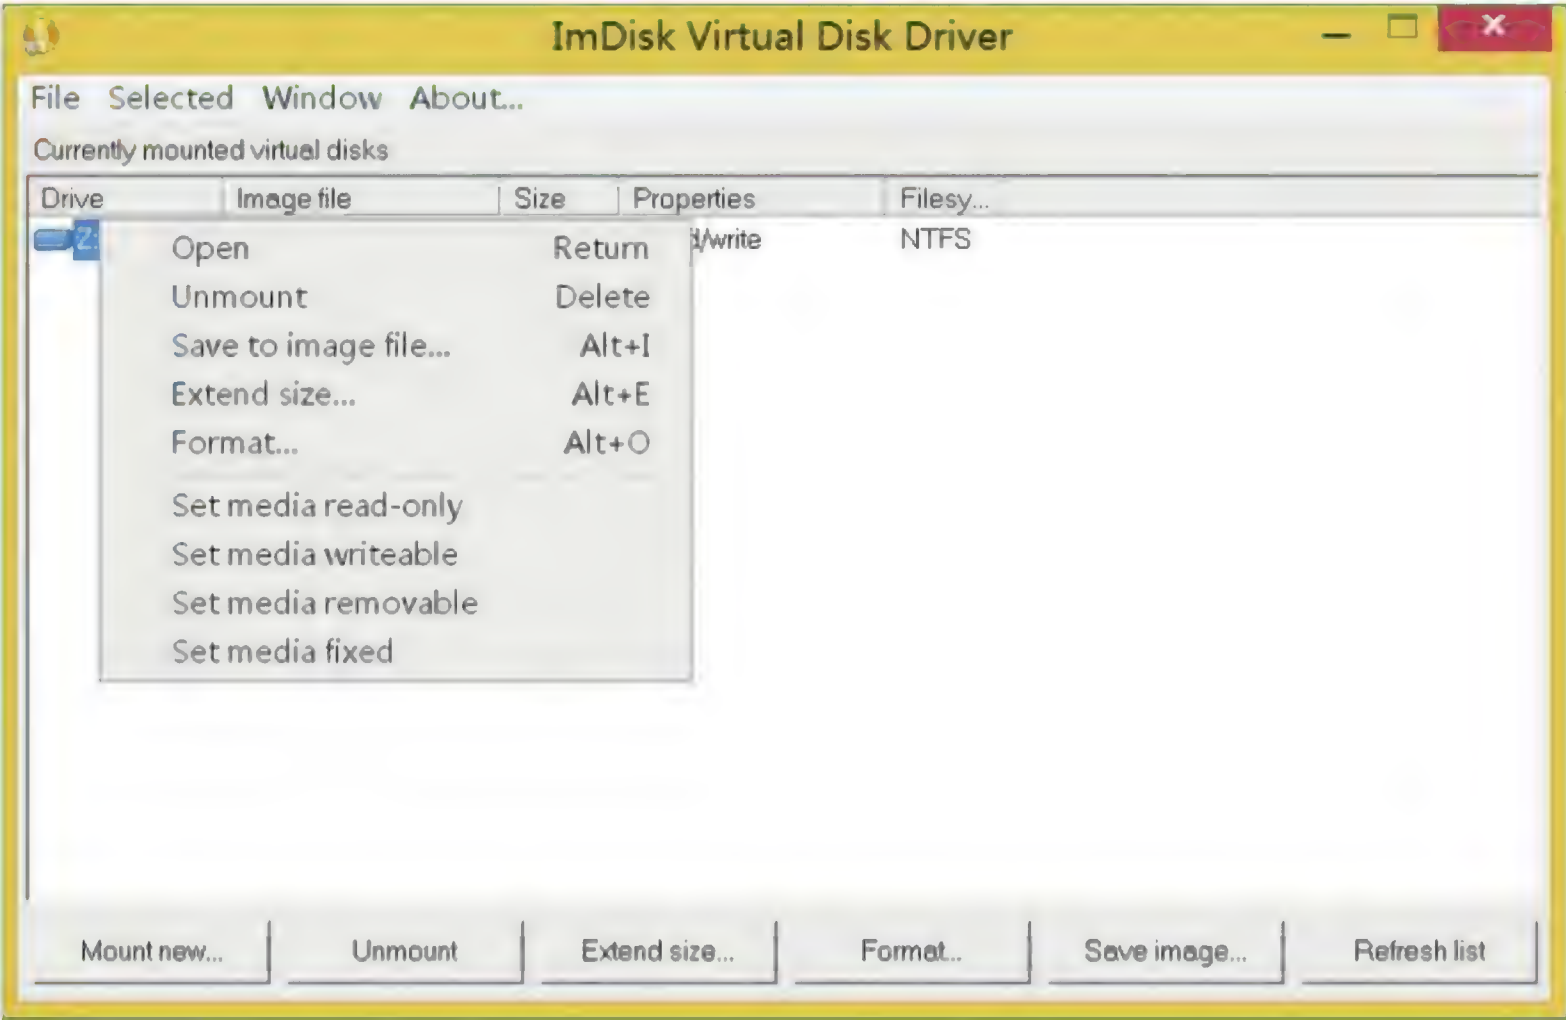 ImDisk Virtual Disk Driver
File Selected Window About...
Currently mounted virtual disks
Drive Image file Size Properties Filesy...
Z: NTFS
Open Return
Unmount Delete
Save to image file... Alt+I
Extend size... Alt+E
Format... Alt+O
Set media read-only
Set media writeable
Set media removable
Set media fixed
Mount new... Unmount Extend size... Format... Save image... Refresh list